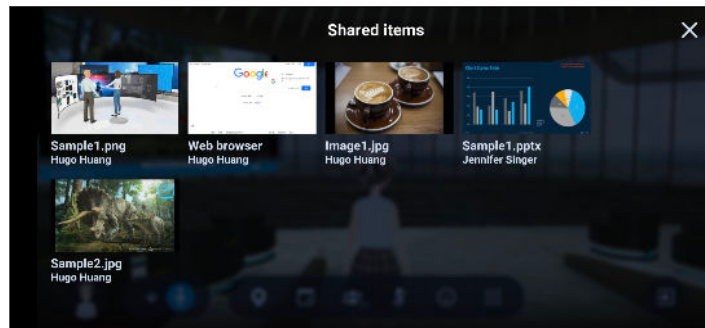 Shared items
Sample1.png
Hugo Huang
Web browser
Hugo Huang
Image1.jpg
Hugo Huang
Sample1.pptx
Jennifer Singer
Sample2.jpg
Hugo Huang
Google